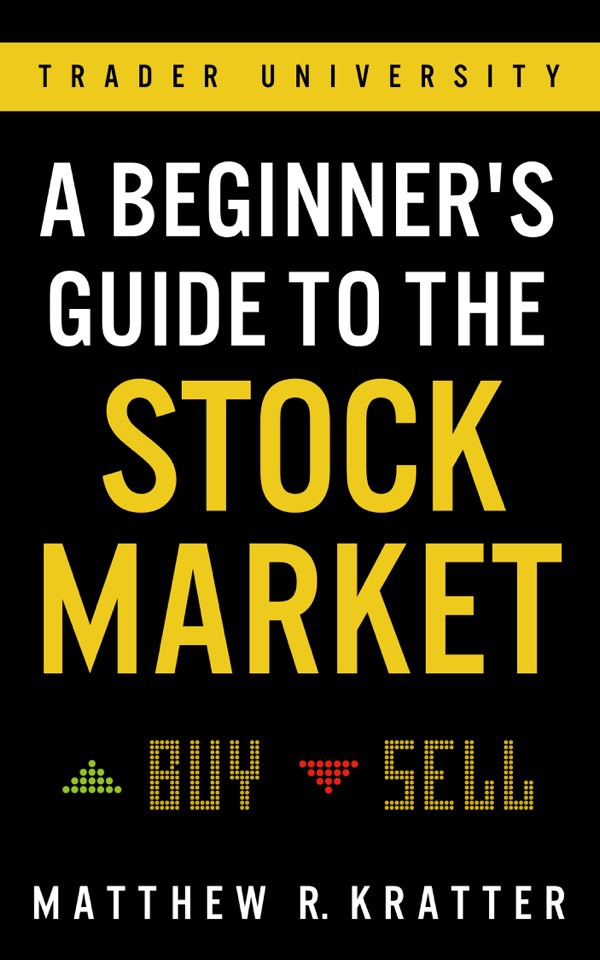 TRADER UNIVERSITY
A BEGINNER'S
GUIDE TO THE
STOCK
MARKET
BUY SELL
MATTHEW R. KRATTER